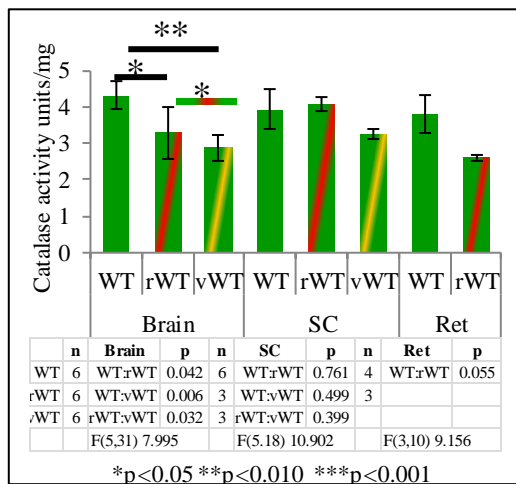 **
*
*
Catalase activity units/mg
5
4
3
2
1
0
WT rWT vWT WT rWT vWT WT rWT
Brain SC Ret
n Brain p n SC p n Ret p
WT 6 WT:rWT 0.042 6 WT:rWT 0.761 4 WT:rWT 0.055
rWT 6 WT:vWT 0.006 3 WT:vWT 0.499 3
vWT 6 rWT:vWT 0.032 3 rWT:vWT 0.399
F(5,31) 7.995 F(5.18) 10.902 F(3,10) 9.156
*p<0.05 **p<0.010 ***p<0.001